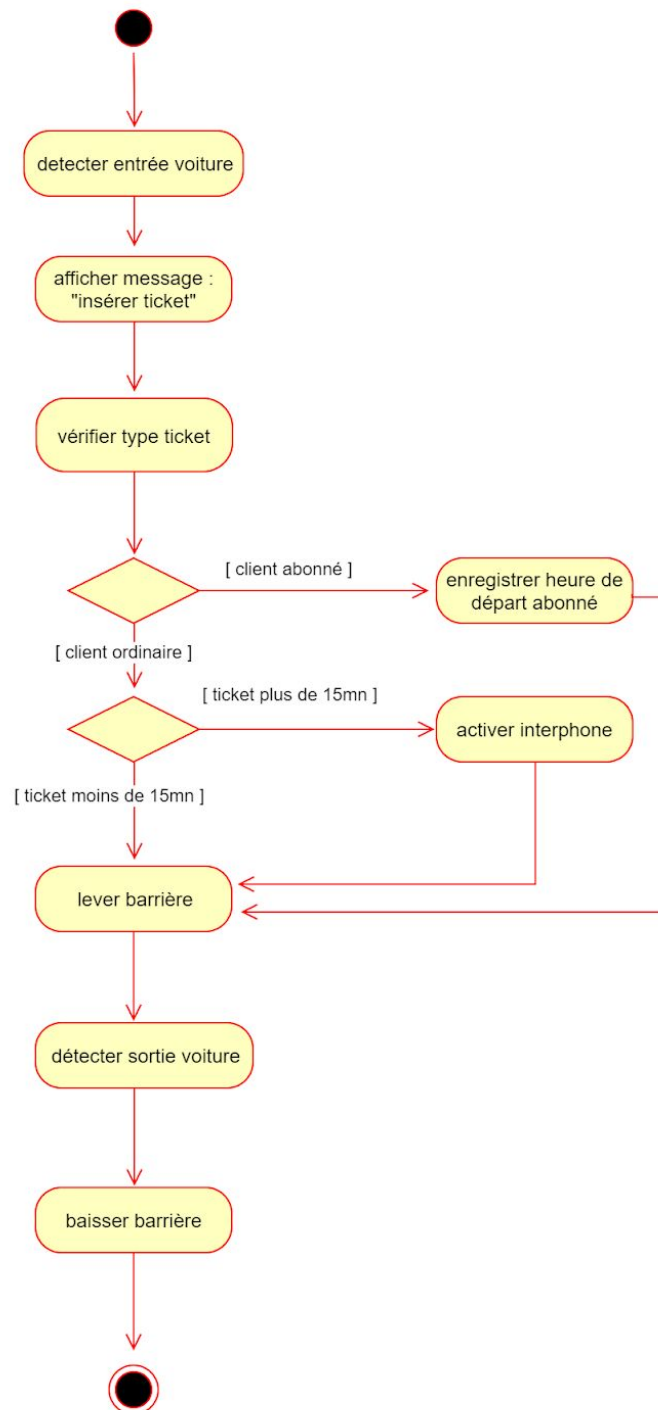 detecter entrée voiture
afficher message :
"insérer ticket"
vérifier type ticket
[ client abonné ]
enregistrer heure de
départ abonné
[ client ordinaire ]
[ ticket plus de 15mn ]
activer interphone
[ ticket moins de 15mn ]
lever barrière
détecter sortie voiture
baisser barrière